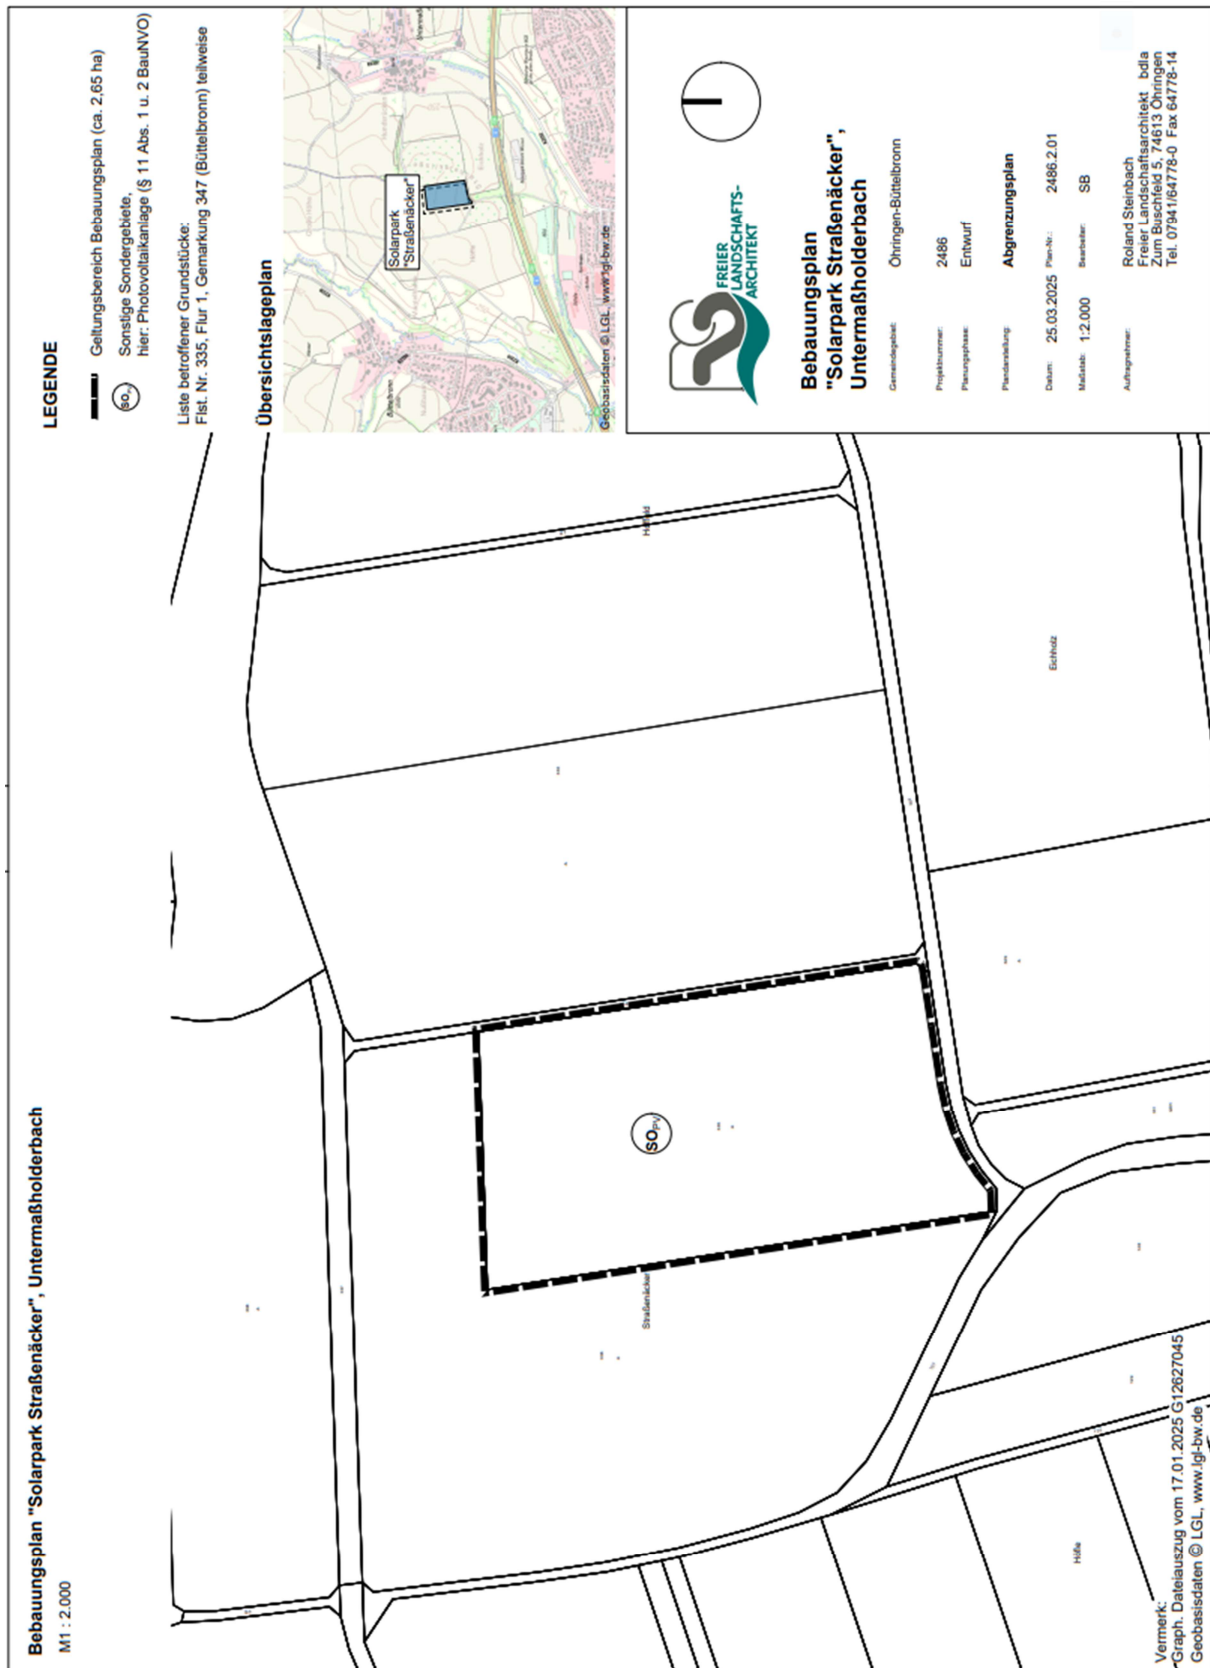 Bebauungsplan "Solarpark Straßenäcker", Untermaßholderbach
M1 : 2.000
SO PV
Straßenäcker
Hoffeld
Eichholz
Höfle
Vermerk:
Graph. Dateiauszug vom 17.01.2025 G12627045
Geobasisdaten © LGL, www.lgl-bw.de
LEGENDE
Geltungsbereich Bebauungsplan (ca. 2,65 ha)
SO PV
Sonstige Sondergebiete,
hier: Photovoltaikanlage (§ 11 Abs. 1 u. 2 BauNVO)
Liste betroffener Grundstücke:
Flst. Nr. 335, Flur 1, Gemarkung 347 (Büttelbronn) teilweise
Übersichtslageplan
Solarpark
"Straßenäcker"
Geobasisdaten © LGL, www.lgl-bw.de
FREIER
LANDSCHAFTS-
ARCHITEKT
Bebauungsplan
"Solarpark Straßenäcker",
Untermaßholderbach
Gemeindegebiet: Öhringen-Büttelbronn
Projektnummer: 2486
Planungsphase: Entwurf
Plandarstellung: Abgrenzungsplan
Datum: 25.03.2025 Plan-Nr.: 2486.2.01
Maßstab: 1:2.000 Bearbeiter: SB
Auftragnehmer: Roland Steinbach
Freier Landschaftsarchitekt bdla
Zum Buschfeld 5, 74613 Öhringen
Tel. 07941/64778-0 Fax 64778-14